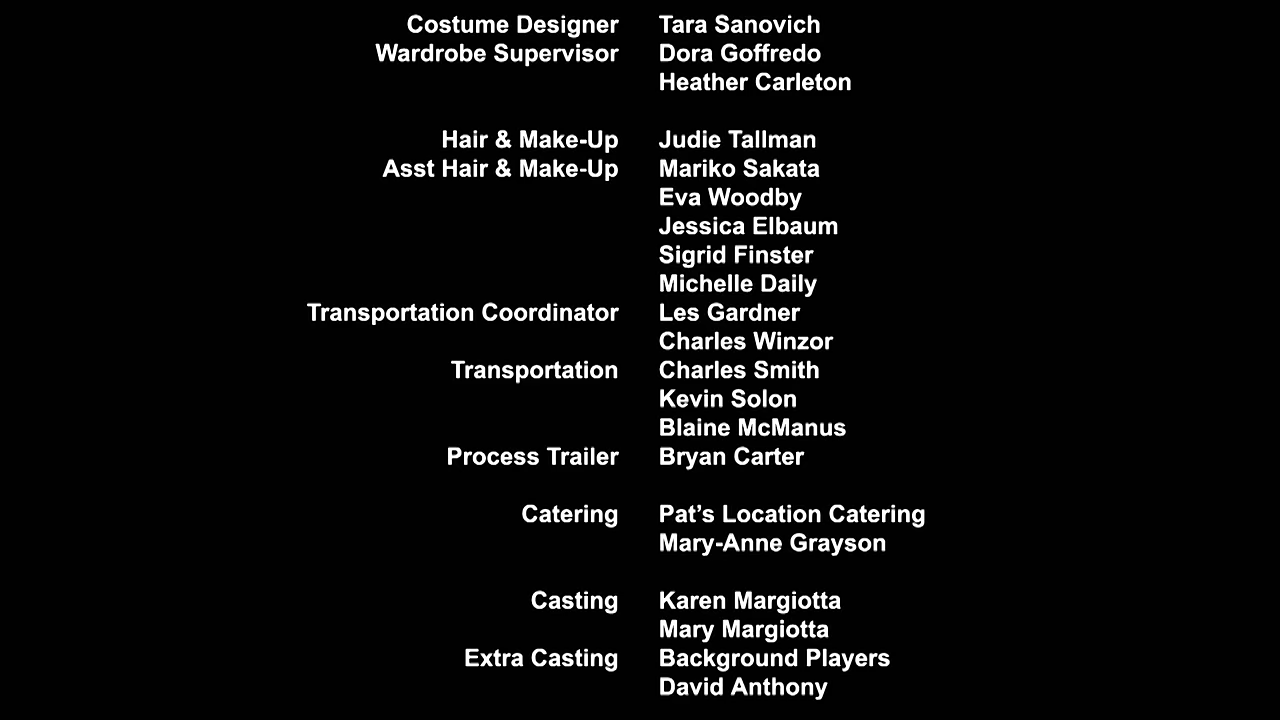 Costume Designer Tara Sanovich
Wardrobe Supervisor Dora Goffredo
Heather Carleton
Hair & Make-Up Judie Tallman
Asst Hair & Make-Up Mariko Sakata
Eva Woodby
Jessica Elbaum
Sigrid Finster
Michelle Daily
Transportation Coordinator Les Gardner
Charles Winzor
Transportation Charles Smith
Kevin Solon
Blaine McManus
Process Trailer Bryan Carter
Catering Pat’s Location Catering
Mary-Anne Grayson
Casting Karen Margiotta
Mary Margiotta
Extra Casting Background Players
David Anthony